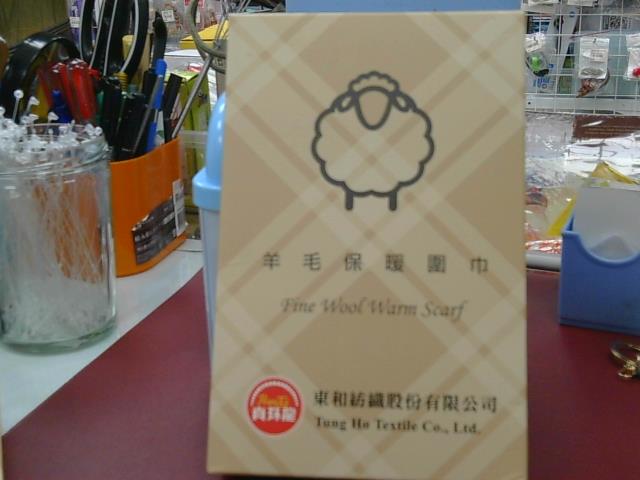 羊毛保暖圍巾
Fine Wool Warm Scarf
東和紡織股份有限公司
Tung Ho Textile Co., Ltd.